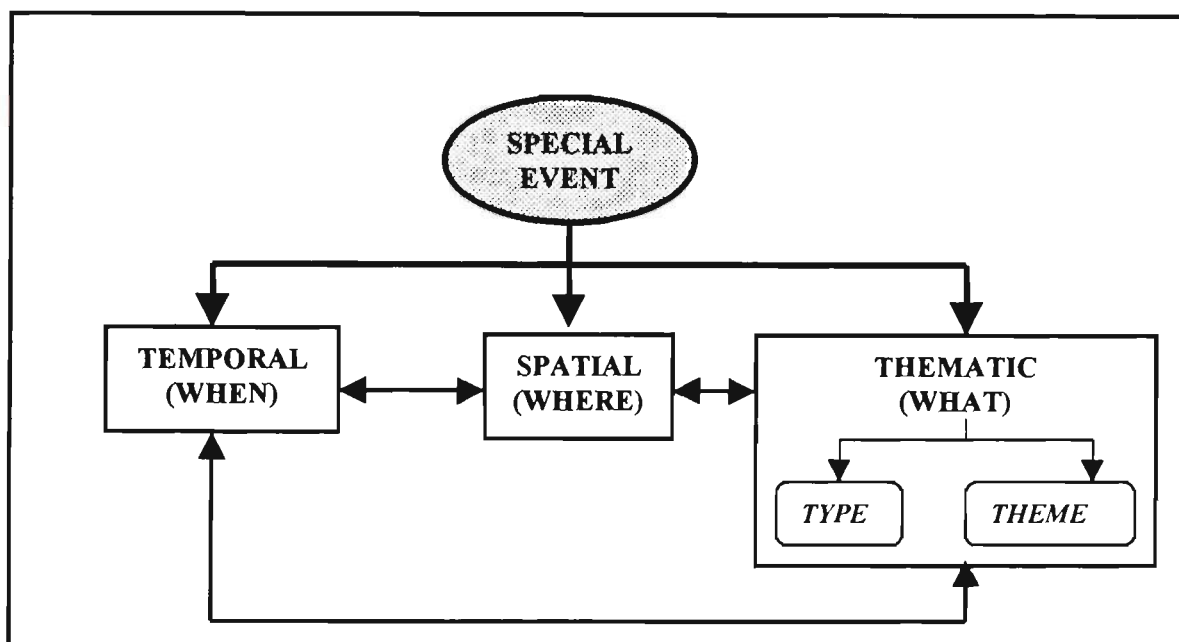 SPECIAL
EVENT
TEMPORAL
(WHEN)
SPATIAL
(WHERE)
THEMATIC
(WHAT)
TYPE
THEME